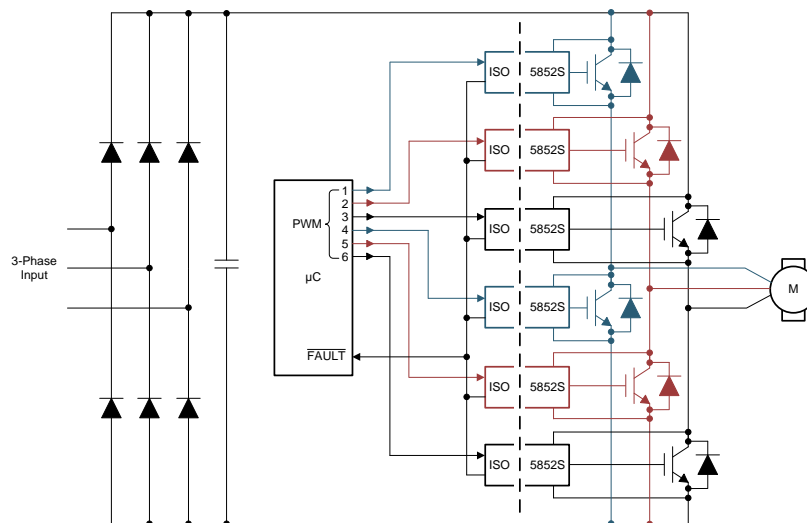 ISO 5852S
ISO 5852S
1
2
3
PWM
4
5
6
ISO 5852S
3-Phase
Input
µC
M
ISO 5852S
FAULT
ISO 5852S
ISO 5852S